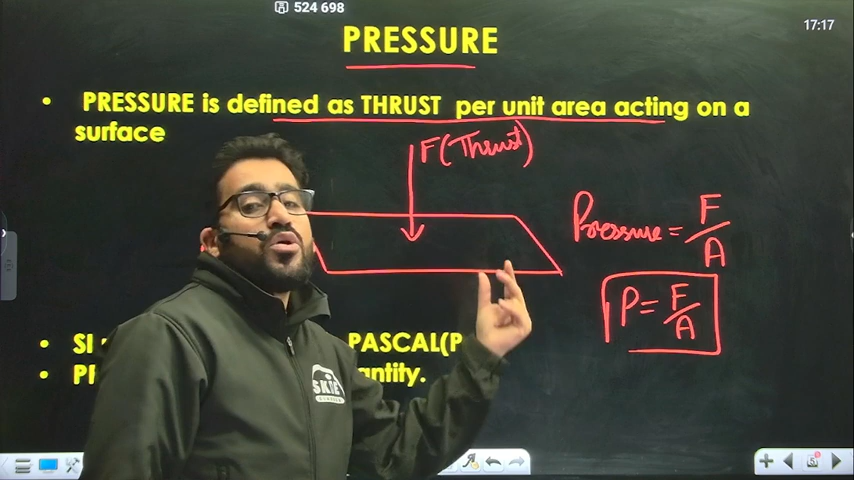 524 698
17:17
PRESSURE
• PRESSURE is defined as THRUST per unit area acting on a
surface
F(Thrust)
Pressure = F/A
P = F/A
• SI PASCAL(P
• antity.
SKIE